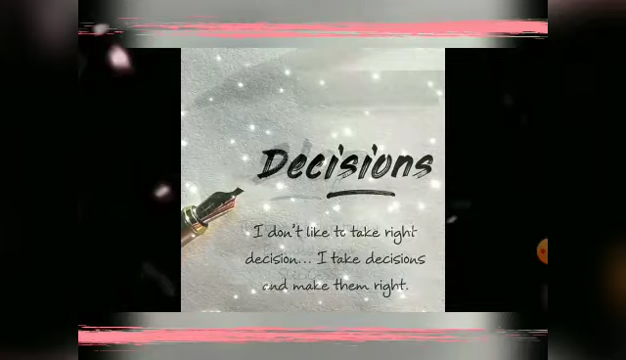 Decisions
I don't like to take right
decision... I take decisions
and make them right.